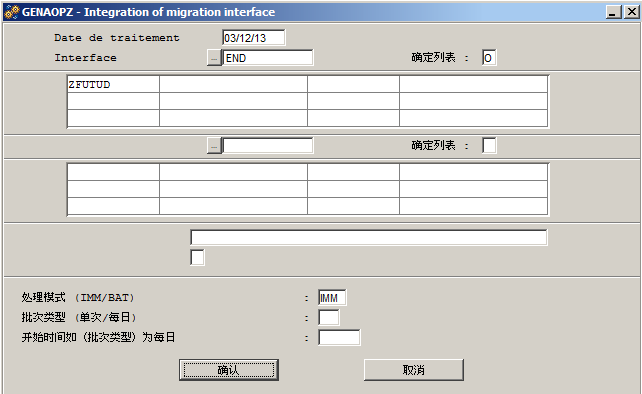 GENAOPZ - Integration of migration interface
Date de traitement 03/12/13
Interface ... END 确定列表 : O
ZFUTUD
... 确定列表 :
处理模式 (IMM/BAT) : IMM
批次类型 (单次/每日) :
开始时间如 (批次类型) 为每日 :
确认 取消